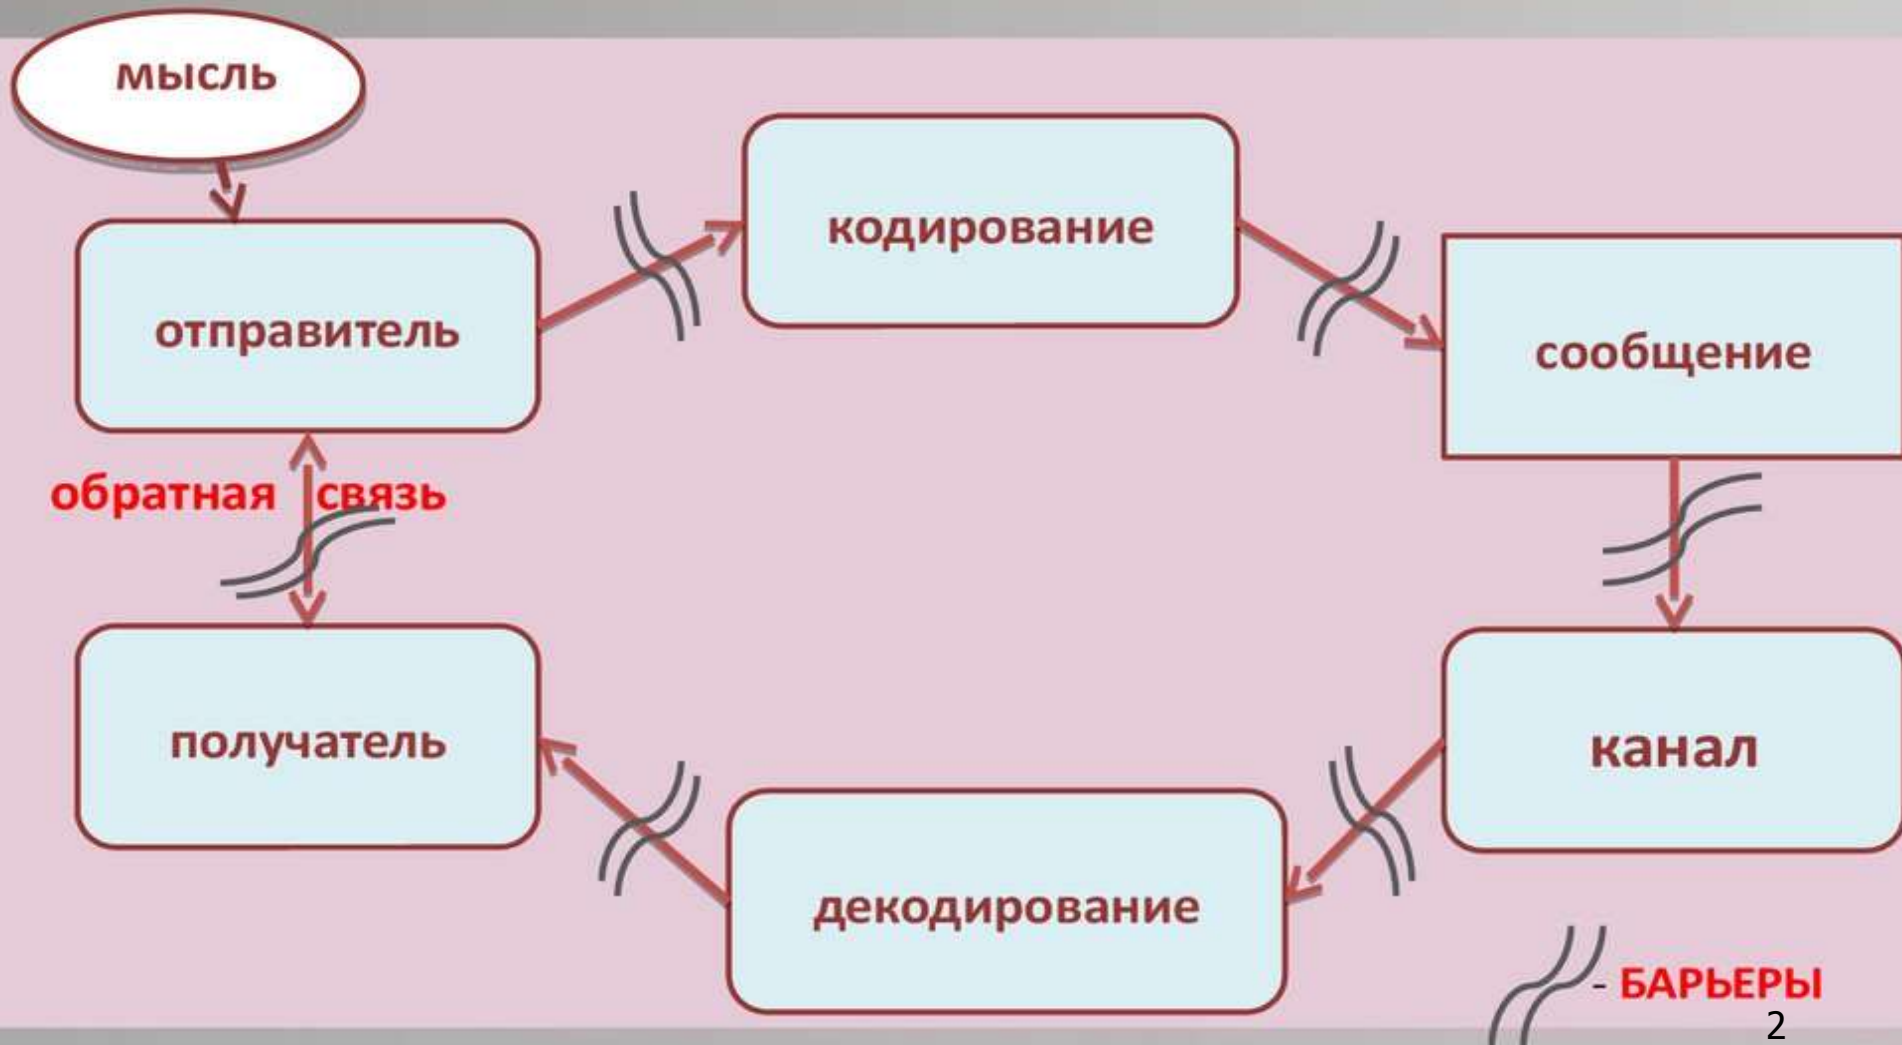 мысль
кодирование
отправитель
сообщение
обратная связь
получатель
канал
декодирование
- БАРЬЕРЫ
2